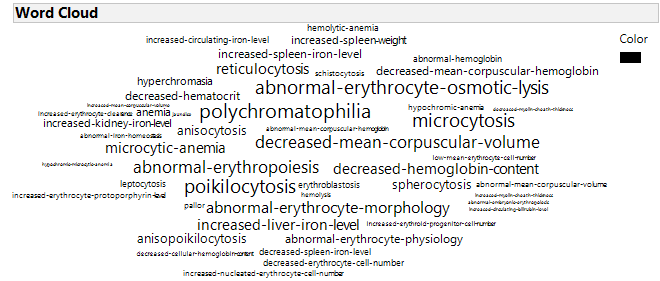 Word Cloud
hemolytic-anemia
Color
increased-circulating-iron-level increased-spleen-weight
increased-spleen-iron-level abnormal-hemoglobin
reticulocytosis schistocytosis decreased-mean-corpuscular-hemoglobin
hyperchromasia abnormal-erythrocyte-osmotic-lysis
decreased-hematocrit
increased-mean-corpuscular-volume polychromatophilia hypochromic-anemia decreased-myelin-sheath-thickness
increased-erythrocyte-clearance anemia jaundice microcytosis
increased-kidney-iron-level anisocytosis abnormal-mean-corpuscular-hemoglobin
abnormal-iron-homeostasis decreased-mean-corpuscular-volume
microcytic-anemia low-mean-erythrocyte-cell-number
hypochromic-microcytic-anemia abnormal-erythropoiesis decreased-hemoglobin-content
leptocytosis poikilocytosis erythroblastosis spherocytosis abnormal-mean-corpuscular-volume
increased-erythrocyte-protoporphyrin-level hemolysis increased-myelin-sheath-thickness
pallor abnormal-erythrocyte-morphology abnormal-embryonic-erythropoiesis
increased-circulating-bilirubin-level
increased-liver-iron-level increased-erythroid-progenitor-cell-number
anisopoikilocytosis abnormal-erythrocyte-physiology
decreased-cellular-hemoglobin-content decreased-spleen-iron-level
decreased-erythrocyte-cell-number
increased-nucleated-erythrocyte-cell-number